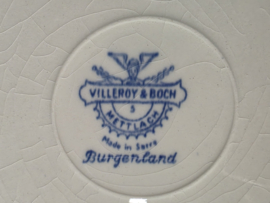 VILLEROY & BOCH
S
METTLACH
Made in Saar
Burgenland